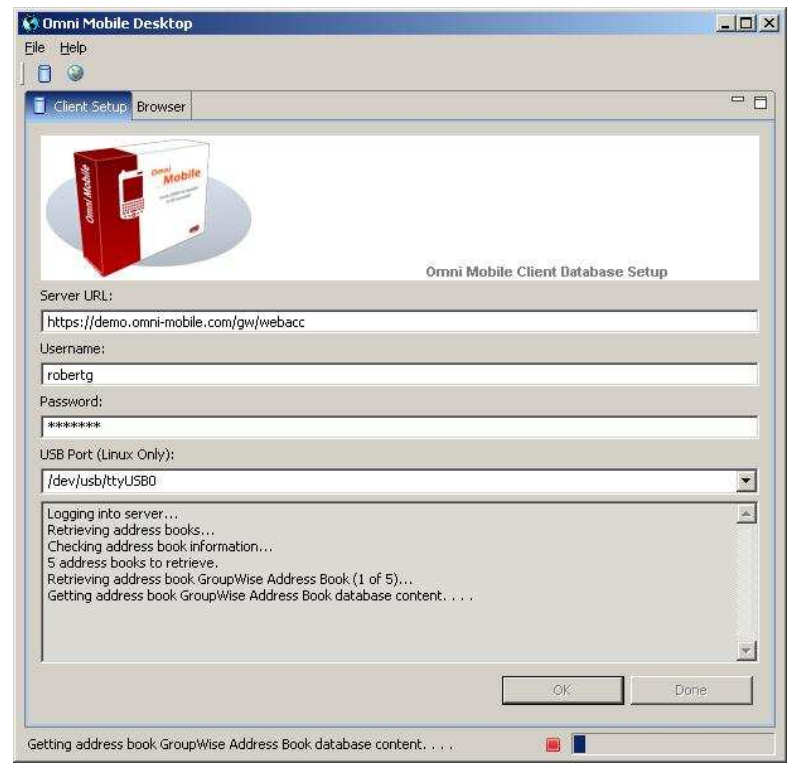 Omni Mobile Desktop
File Help
Client Setup Browser
Omni Mobile
Omni
Mobile
Omni Mobile Client Database Setup
Server URL:
https://demo.omni-mobile.com/gw/webacc
Username:
robertg
Password:
*******
USB Port (Linux Only):
/dev/usb/ttyUSB0
Logging into server...
Retrieving address books...
Checking address book information...
5 address books to retrieve.
Retrieving address book GroupWise Address Book (1 of 5)...
Getting address book GroupWise Address Book database content. . . .
OK Done
Getting address book GroupWise Address Book database content. . . .